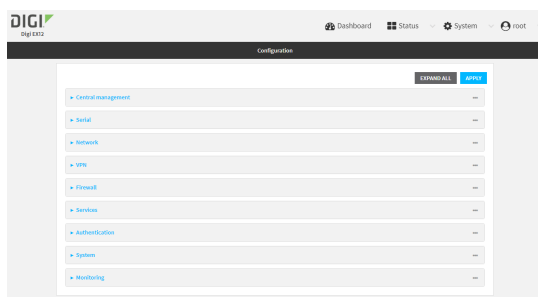 DIGI
Digi EX12
Dashboard
Status
System
root
Configuration
EXPAND ALL
APPLY
Central management
Serial
Network
VPN
Firewall
Services
Authentication
System
Monitoring